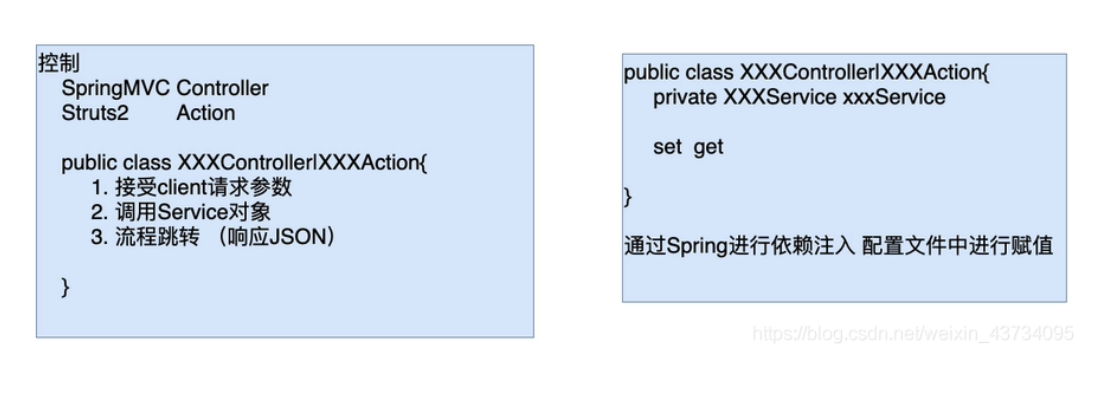 控制
SpringMVC Controller
Struts2 Action
public class XXXController|XXXAction{
1. 接受client请求参数
2. 调用Service对象
3. 流程跳转 （响应JSON）
}
public class XXXController|XXXAction{
private XXXService xxxService
set get
}
通过Spring进行依赖注入 配置文件中进行赋值
https://blog.csdn.net/weixin_43734095